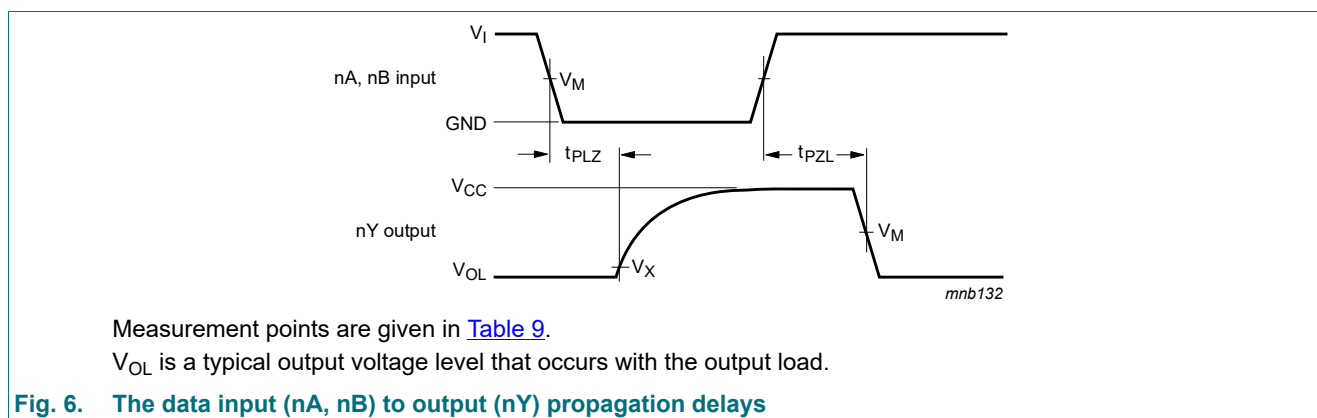 V_I
nA, nB input
V_M
GND
t_PLZ
t_PZL
V_CC
nY output
V_M
V_OL
V_X
mnb132
Measurement points are given in Table 9.
V_OL is a typical output voltage level that occurs with the output load.
Fig. 6. The data input (nA, nB) to output (nY) propagation delays